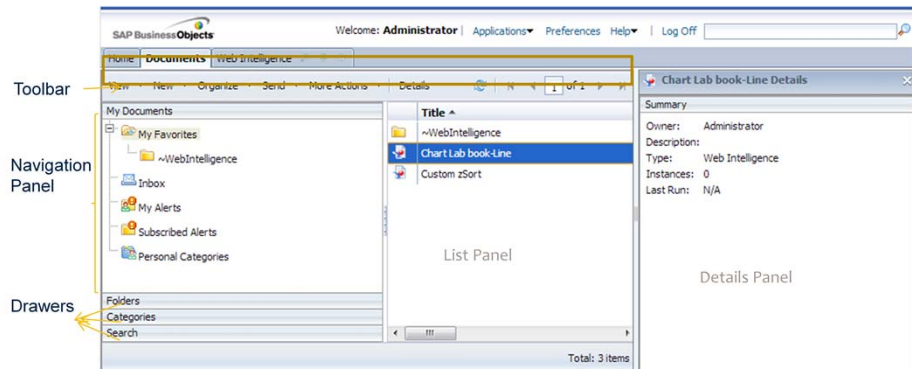 SAP BusinessObjects
Welcome: Administrator | Applications Preferences Help | Log Off
Home Documents Web Intelligence
Toolbar
View New Organize Send More Actions Details 1 of 1
My Documents
Title
My Favorites
~WebIntelligence
Inbox
My Alerts
Subscribed Alerts
Personal Categories
~WebIntelligence
Chart Lab book-Line
Custom zSort
List Panel
Navigation
Panel
Drawers
Folders
Categories
Search
Total: 3 items
Chart Lab book-Line Details
Summary
Owner: Administrator
Description:
Type: Web Intelligence
Instances: 0
Last Run: N/A
Details Panel